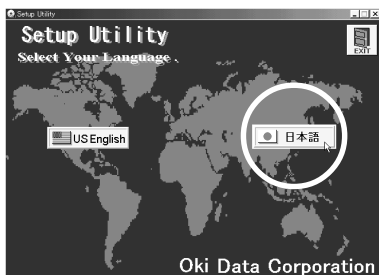 Setup Utility
Setup Utility
EXIT
Select Your Language .
US English
日本語
Oki Data Corporation